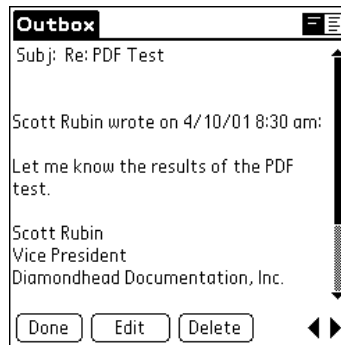 Outbox
Subj: Re: PDF Test
Scott Rubin wrote on 4/10/01 8:30 am:
Let me know the results of the PDF
test.
Scott Rubin
Vice President
Diamondhead Documentation, Inc.
Done Edit Delete